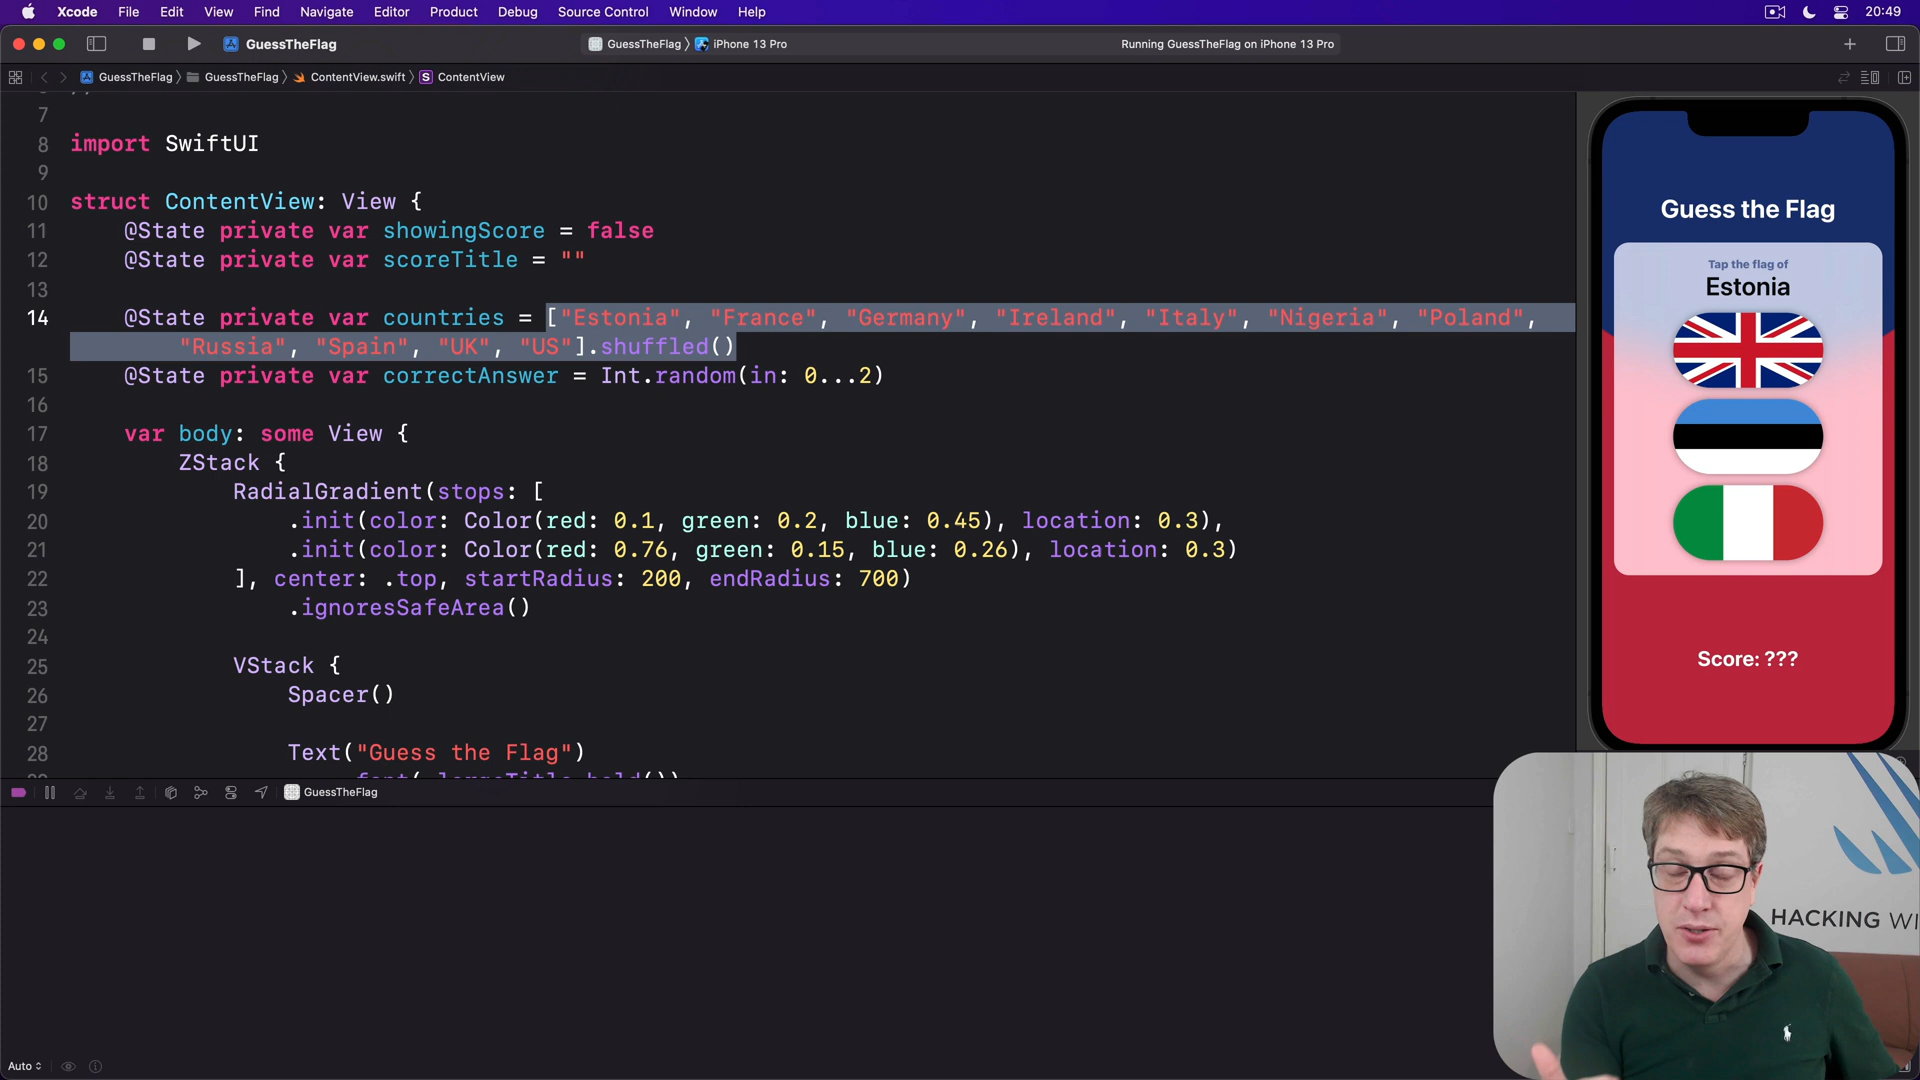 Xcode File Edit View Find Navigate Editor Product Debug Source Control Window Help 20:49
GuessTheFlag
GuessTheFlag iPhone 13 Pro
Running GuessTheFlag on iPhone 13 Pro
GuessTheFlag GuessTheFlag ContentView.swift S ContentView
7
8 import SwiftUI
9
10 struct ContentView: View {
11 @State private var showingScore = false
12 @State private var scoreTitle = ""
13
14 @State private var countries = ["Estonia", "France", "Germany", "Ireland", "Italy", "Nigeria", "Poland",
"Russia", "Spain", "UK", "US"].shuffled()
15 @State private var correctAnswer = Int.random(in: 0...2)
16
17 var body: some View {
18 ZStack {
19 RadialGradient(stops: [
20 .init(color: Color(red: 0.1, green: 0.2, blue: 0.45), location: 0.3),
21 .init(color: Color(red: 0.76, green: 0.15, blue: 0.26), location: 0.3)
22 ], center: .top, startRadius: 200, endRadius: 700)
23 .ignoresSafeArea()
24
25 VStack {
26 Spacer()
27
28 Text("Guess the Flag")
.font(.largeTitle.bold())
GuessTheFlag
Auto
Guess the Flag
Tap the flag of
Estonia
Score: ???
HACKING WI